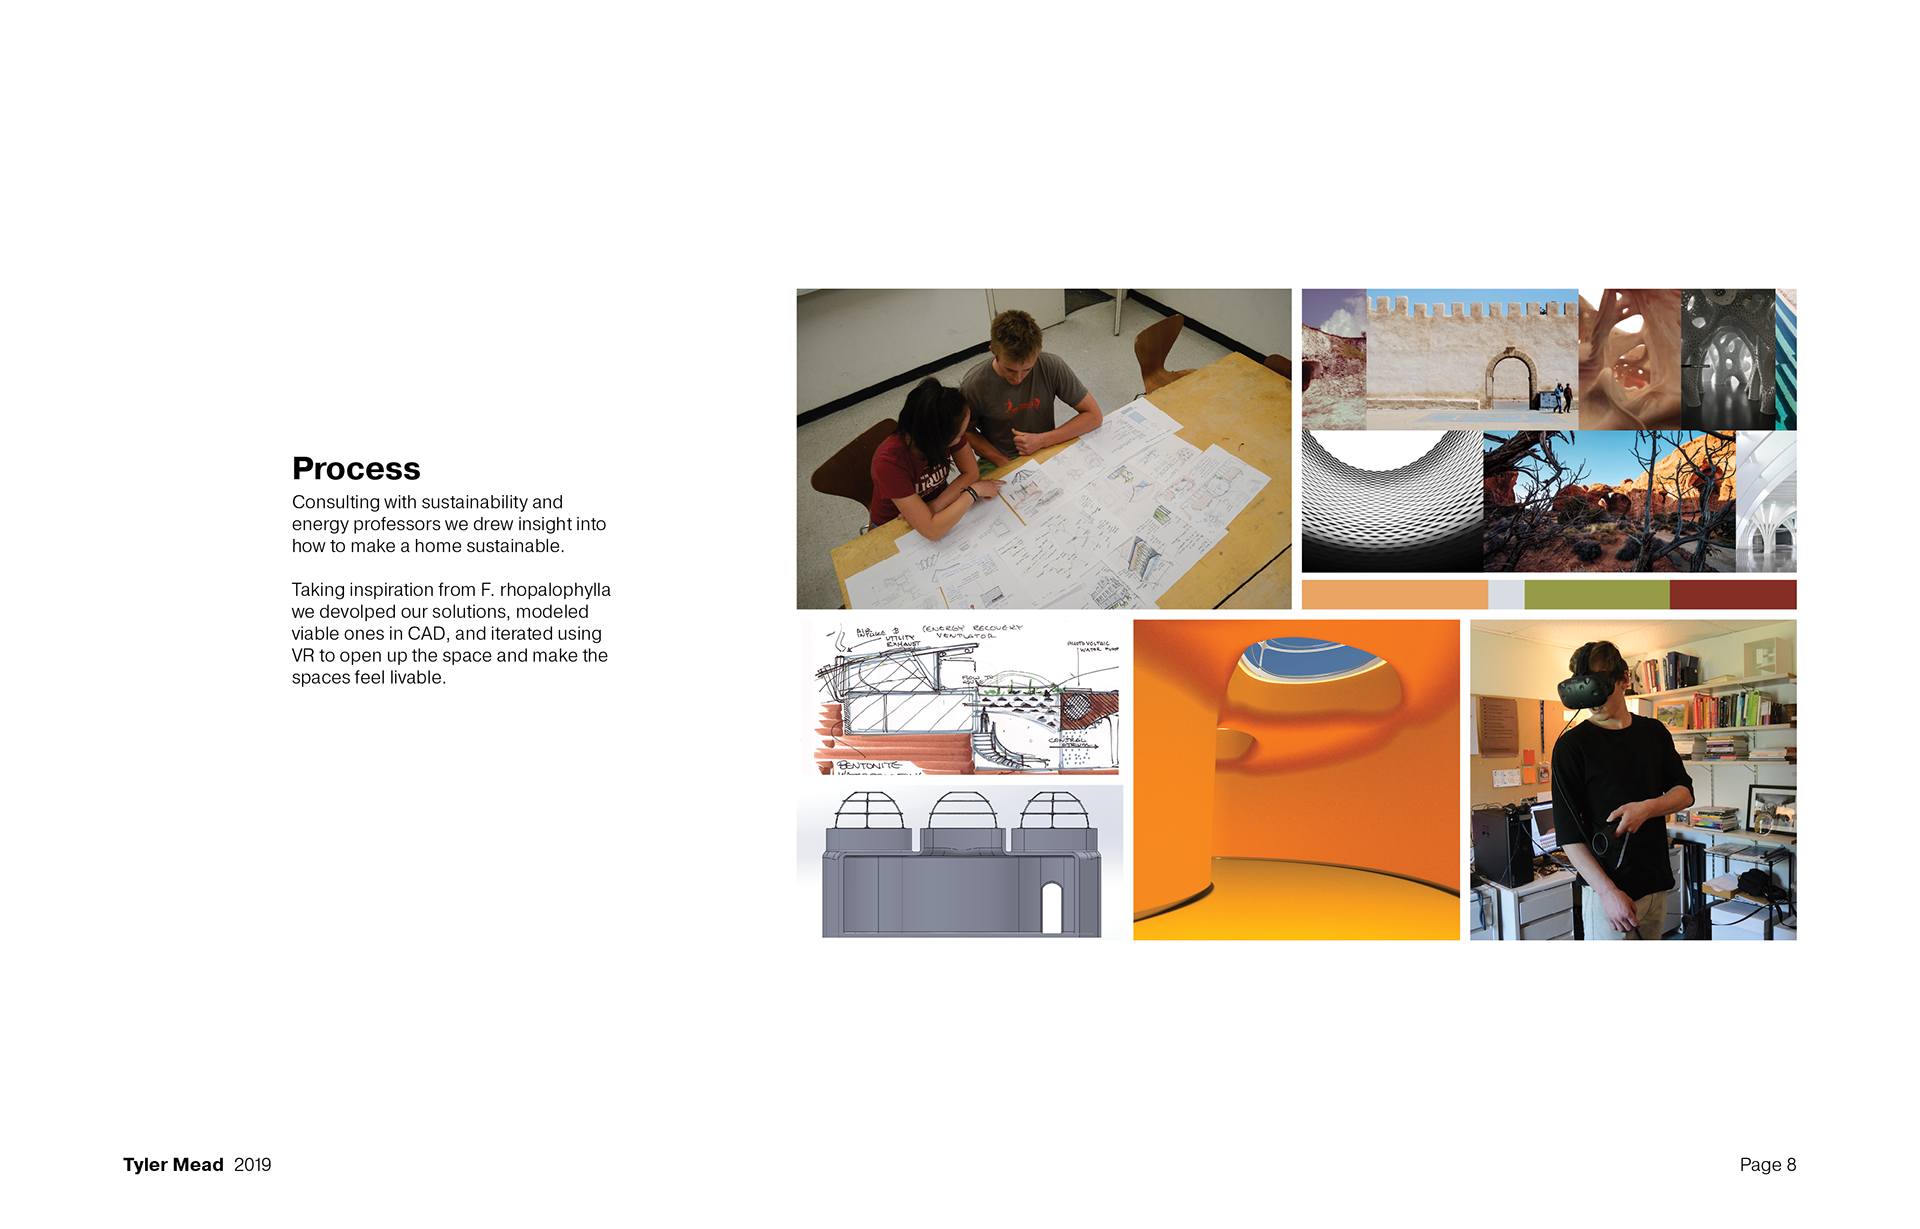 Process
Consulting with sustainability and
energy professors we drew insight into
how to make a home sustainable.
Taking inspiration from F. rhopalophylla
we devolped our solutions, modeled
viable ones in CAD, and iterated using
VR to open up the space and make the
spaces feel livable.
AIR INTAKE &
UTILITY
EXHAUST
ENERGY RECOVERY
VENTILATOR
PHOTOVOLTAIC
WATER PUMP
FLOW TO
CENTRAL
ATRIUM
BENTONITE
Tyler Mead 2019
Page 8